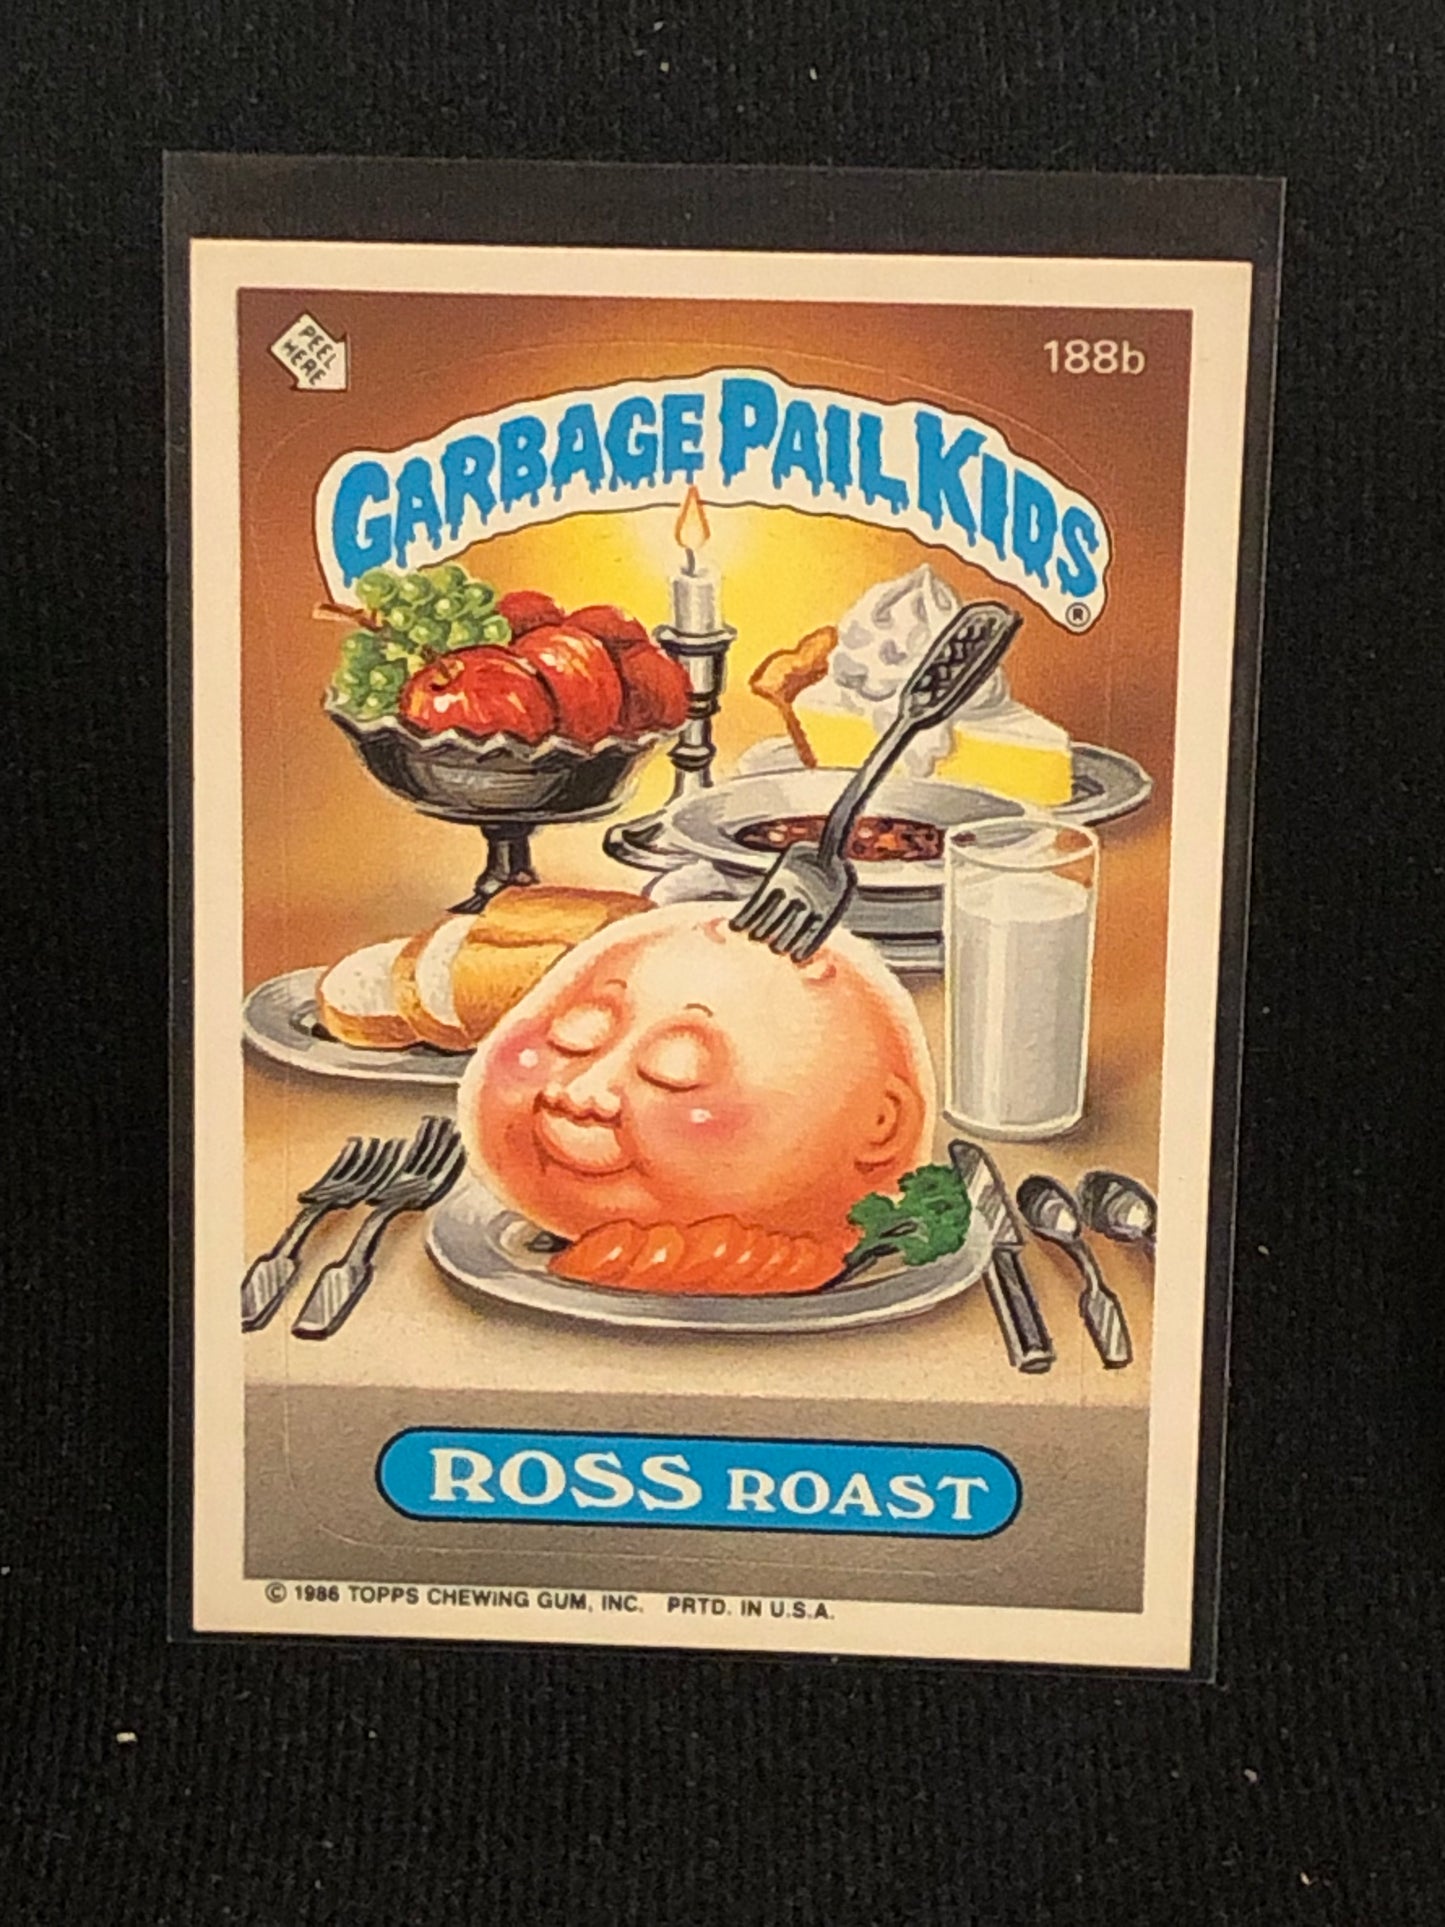 PEEL
HERE
188b
GARBAGE PAIL KIDS
®
ROSS ROAST
© 1986 TOPPS CHEWING GUM, INC. PRTD. IN U.S.A.